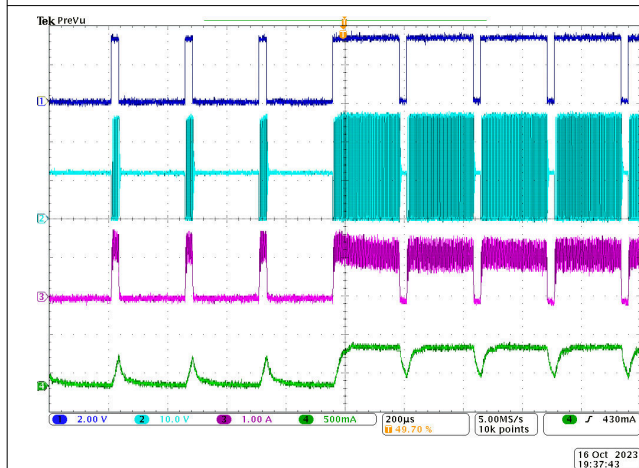 Tek PreVu
T
1
2
3
4
1 2.00 V 2 10.0 V 3 1.00 A 4 500mA 200µs 5.00MS/s 4 430mA
T 49.70 % 10k points
16 Oct 2023
19:37:43